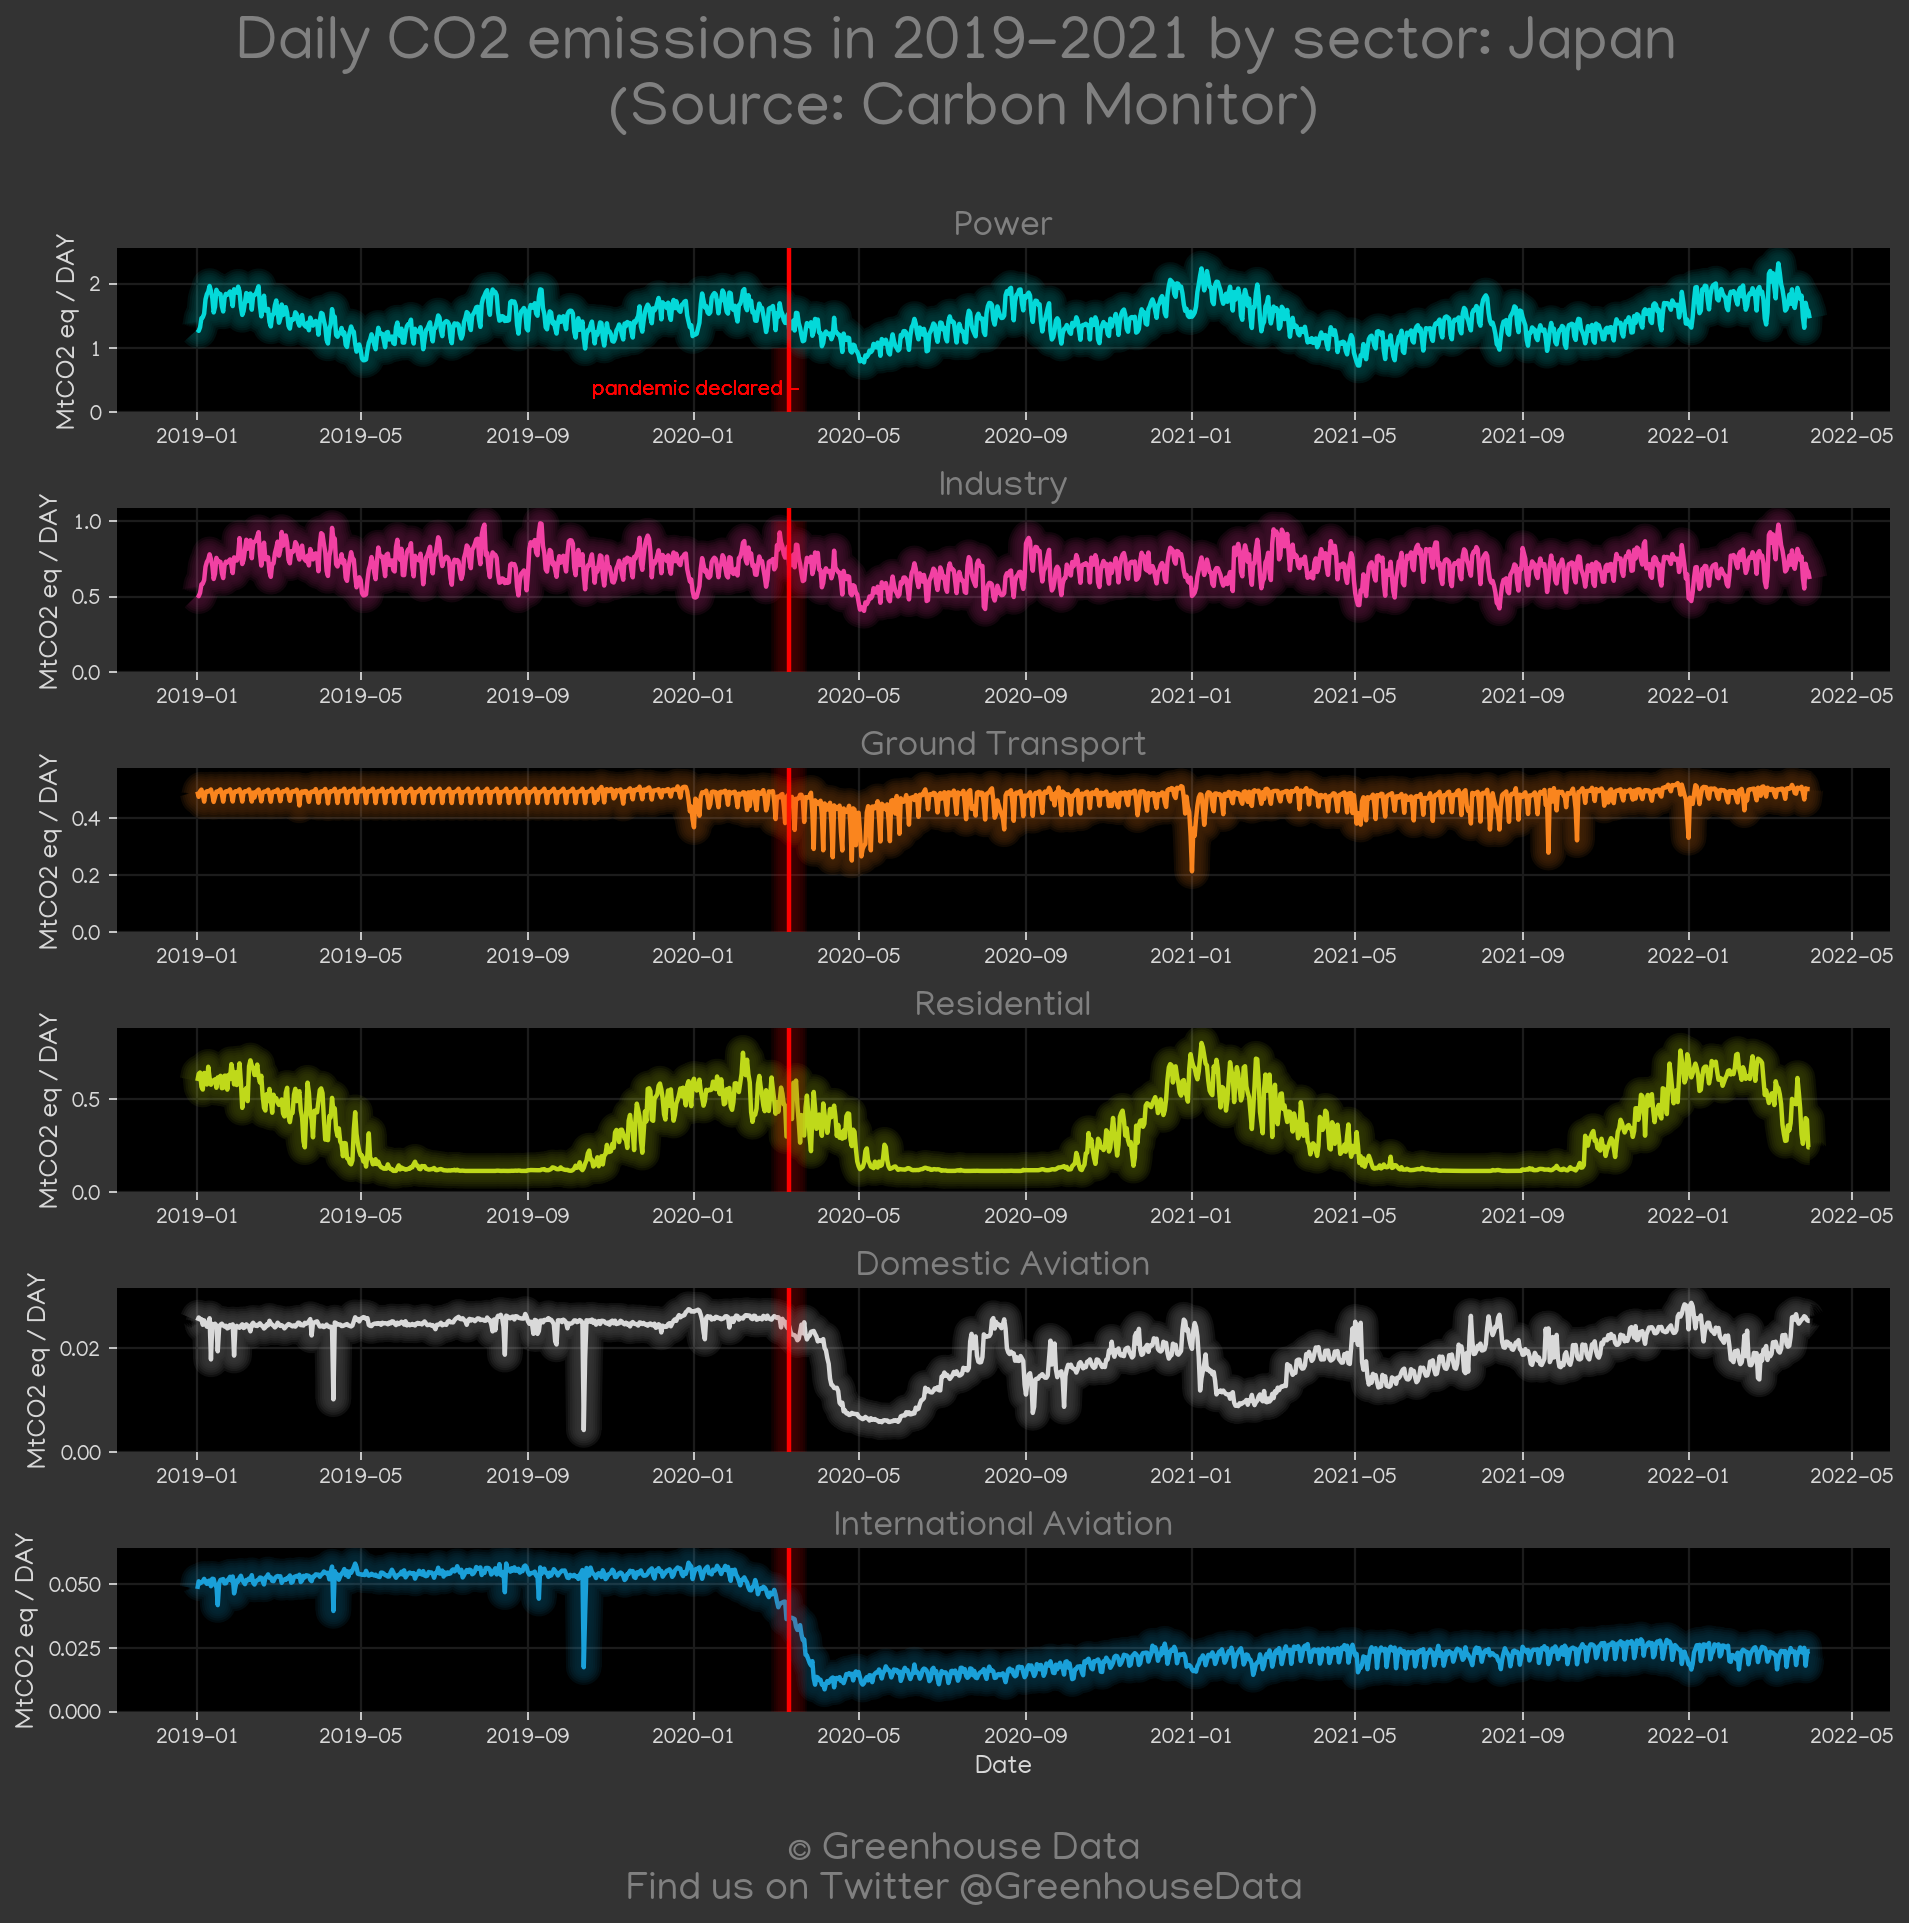 Daily CO2 emissions in 2019-2021 by sector: Japan
(Source: Carbon Monitor)
Power
MtCO2 eq / DAY
2
1
0
pandemic declared
2019-01 2019-05 2019-09 2020-01 2020-05 2020-09 2021-01 2021-05 2021-09 2022-01 2022-05
Industry
MtCO2 eq / DAY
1.0
0.5
0.0
2019-01 2019-05 2019-09 2020-01 2020-05 2020-09 2021-01 2021-05 2021-09 2022-01 2022-05
Ground Transport
MtCO2 eq / DAY
0.4
0.2
0.0
2019-01 2019-05 2019-09 2020-01 2020-05 2020-09 2021-01 2021-05 2021-09 2022-01 2022-05
Residential
MtCO2 eq / DAY
0.5
0.0
2019-01 2019-05 2019-09 2020-01 2020-05 2020-09 2021-01 2021-05 2021-09 2022-01 2022-05
Domestic Aviation
MtCO2 eq / DAY
0.02
0.00
2019-01 2019-05 2019-09 2020-01 2020-05 2020-09 2021-01 2021-05 2021-09 2022-01 2022-05
International Aviation
MtCO2 eq / DAY
0.050
0.025
0.000
2019-01 2019-05 2019-09 2020-01 2020-05 2020-09 2021-01 2021-05 2021-09 2022-01 2022-05
Date
© Greenhouse Data
Find us on Twitter @GreenhouseData